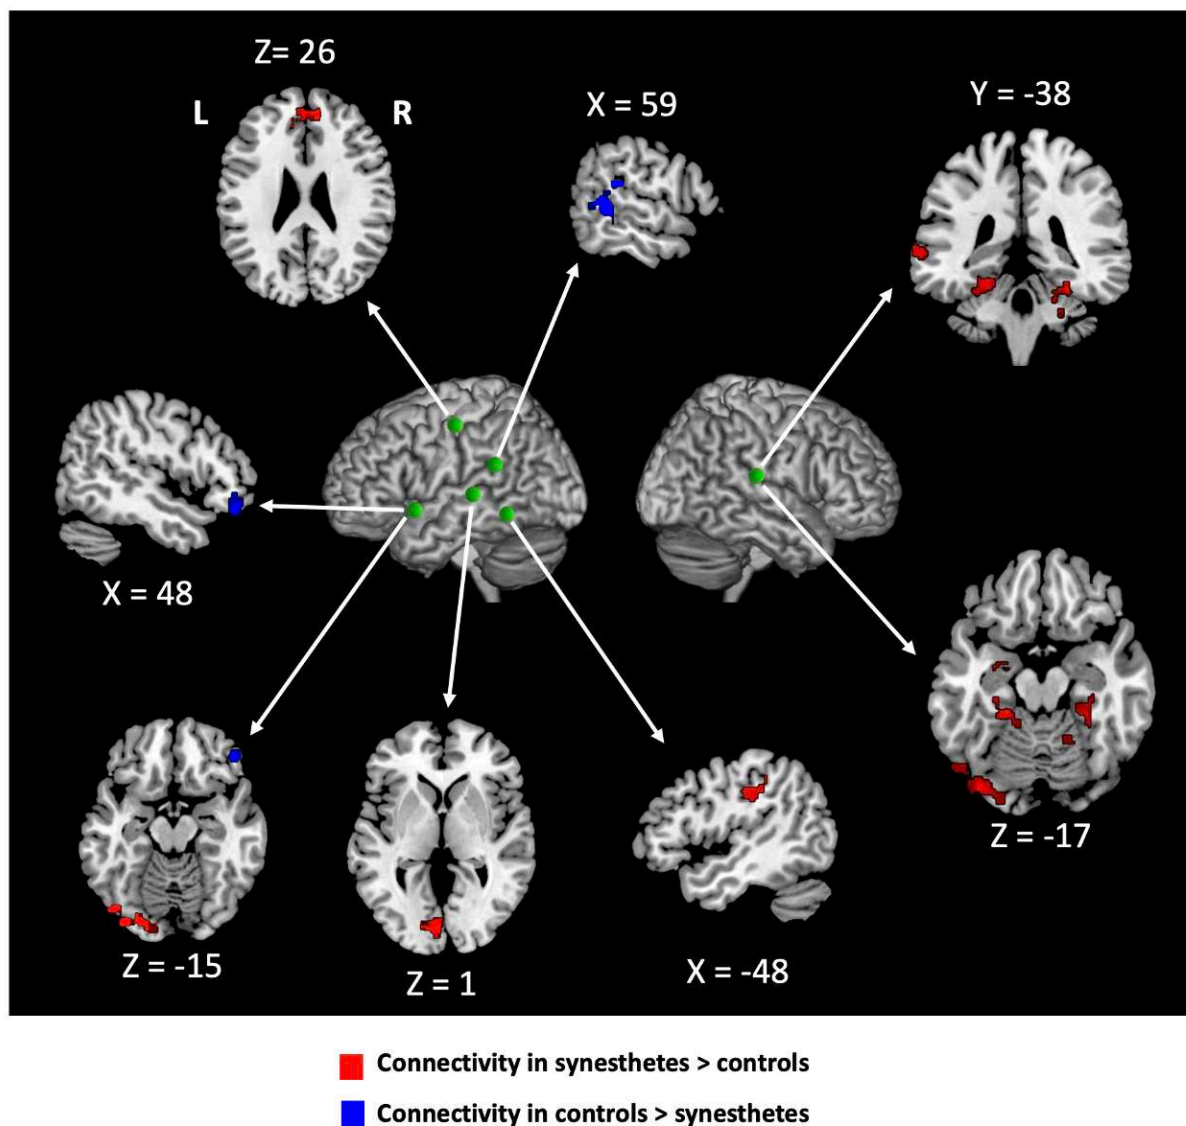 Z= 26
L
R
X = 59
Y = -38
X = 48
Z = -17
Z = -15
Z = 1
X = -48
Connectivity in synesthetes > controls
Connectivity in controls > synesthetes